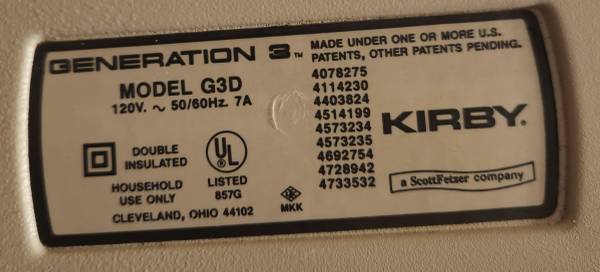 GENERATION 3 ™
MODEL G3D
120V. ~ 50/60Hz. 7A
DOUBLE
INSULATED
UL
LISTED
857G
HOUSEHOLD
USE ONLY
CLEVELAND, OHIO 44102
MKK
MADE UNDER ONE OR MORE U.S.
PATENTS, OTHER PATENTS PENDING.
4078275
4114230
4403824
4514199
4573234
4573235
4692754
4728942
4733532
KIRBY.
a ScottFetzer company